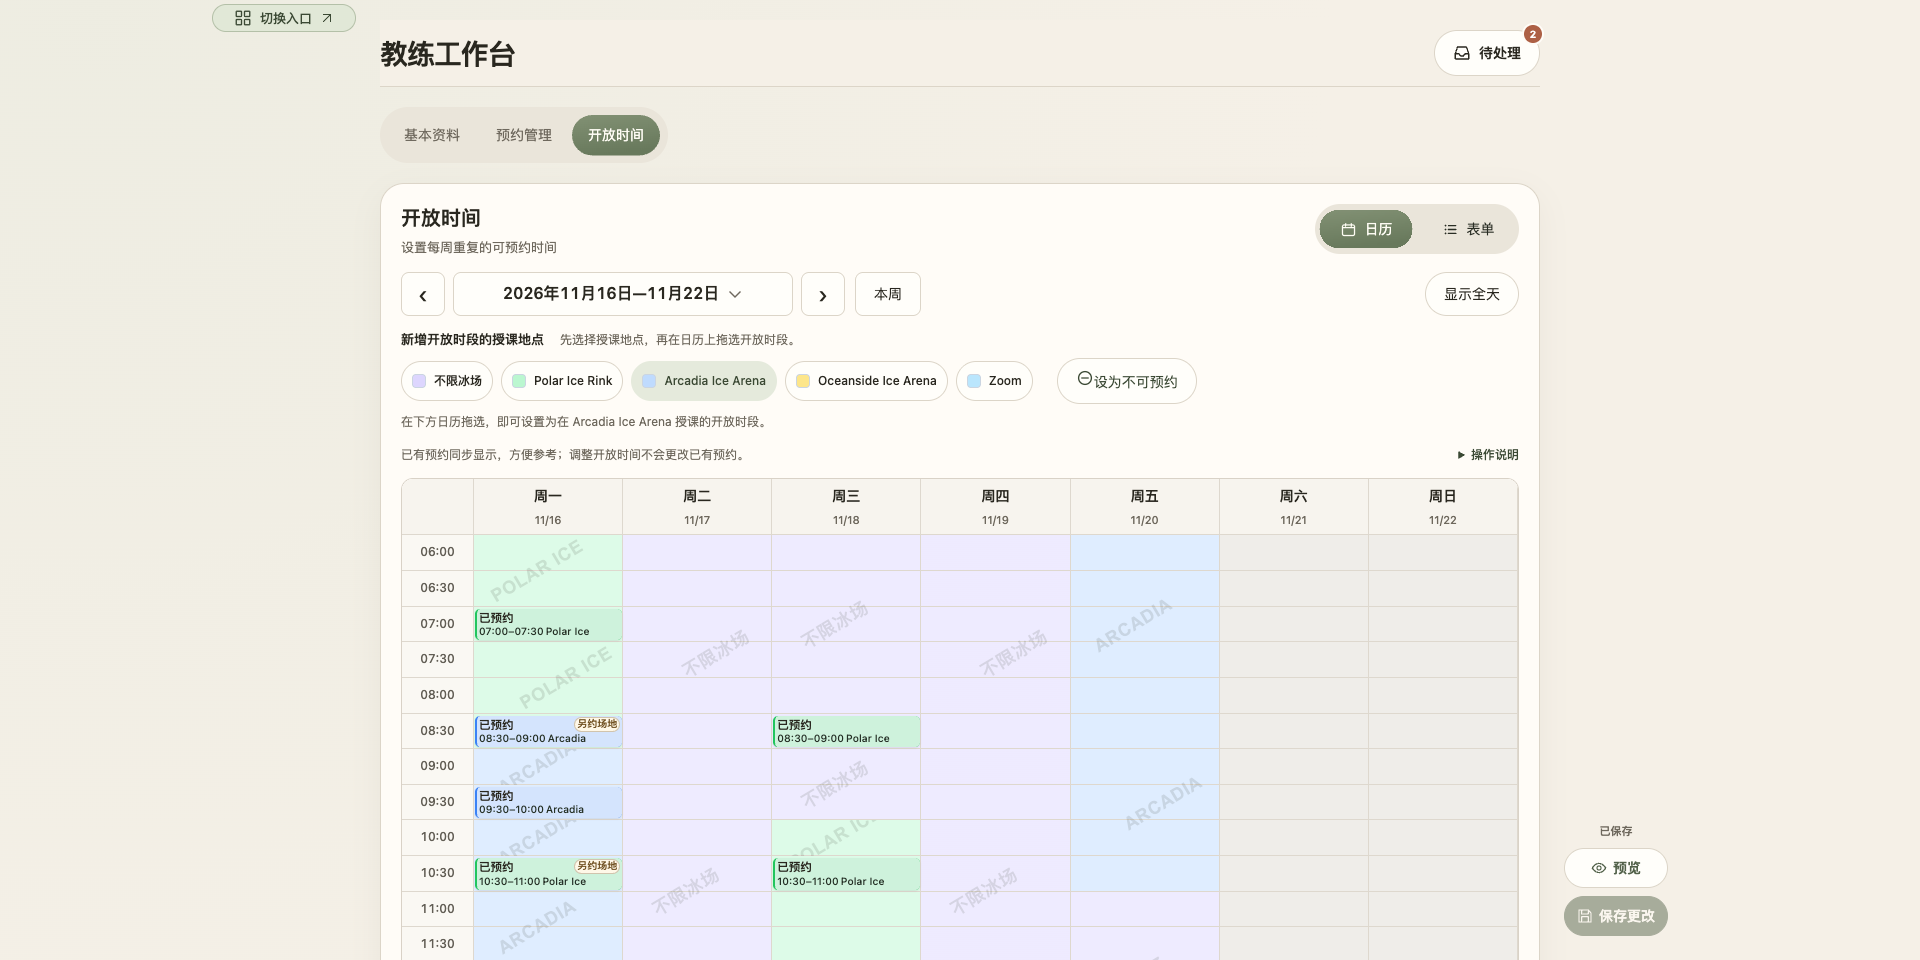 切换入口
教练工作台
待处理
2
基本资料
预约管理
开放时间
开放时间
设置每周重复的可预约时间
日历
表单
2026年11月16日—11月22日
本周
显示全天
新增开放时段的授课地点
先选择授课地点，再在日历上拖选开放时段。
不限冰场
Polar Ice Rink
Arcadia Ice Arena
Oceanside Ice Arena
Zoom
设为不可预约
在下方日历拖选，即可设置为在 Arcadia Ice Arena 授课的开放时段。
已有预约同步显示，方便参考；调整开放时间不会更改已有预约。
操作说明
周一
周二
周三
周四
周五
周六
周日
11/16
11/17
11/18
11/19
11/20
11/21
11/22
06:00
POLAR ICE
06:30
07:00
已预约
07:00–07:30 Polar Ice
不限冰场
不限冰场
不限冰场
ARCADIA
07:30
POLAR ICE
08:00
08:30
已预约
另约场地
08:30–09:00 Arcadia
已预约
08:30–09:00 Polar Ice
09:00
ARCADIA
不限冰场
ARCADIA
09:30
已预约
09:30–10:00 Arcadia
10:00
ARCADIA
OLAR IC
10:30
已预约
另约场地
10:30–11:00 Polar Ice
已预约
10:30–11:00 Polar Ice
不限冰场
不限冰场
11:00
ARCADIA
11:30
已保存
预览
保存更改